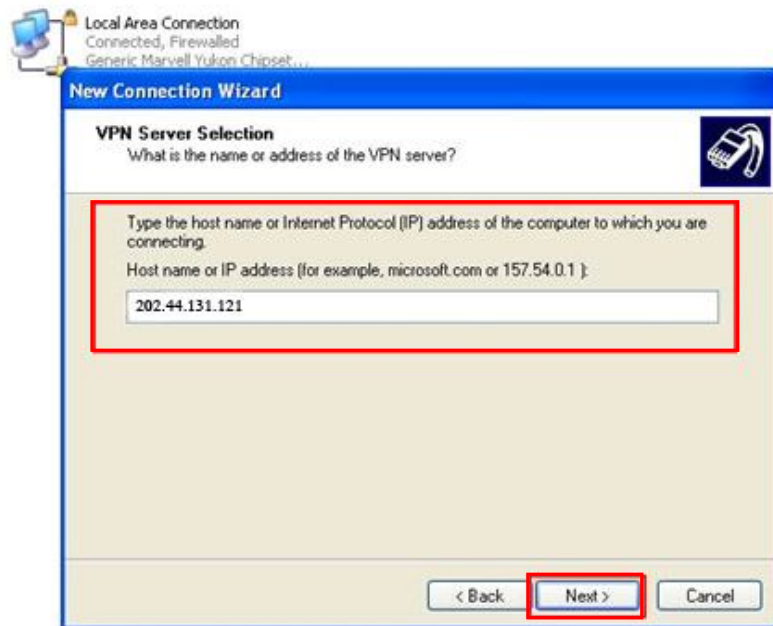 Local Area Connection
Connected, Firewalled
Generic Marvell Yukon Chipset...
New Connection Wizard
VPN Server Selection
What is the name or address of the VPN server?
Type the host name or Internet Protocol (IP) address of the computer to which you are
connecting.
Host name or IP address (for example, microsoft.com or 157.54.0.1 ):
202.44.131.121
< Back
Next >
Cancel